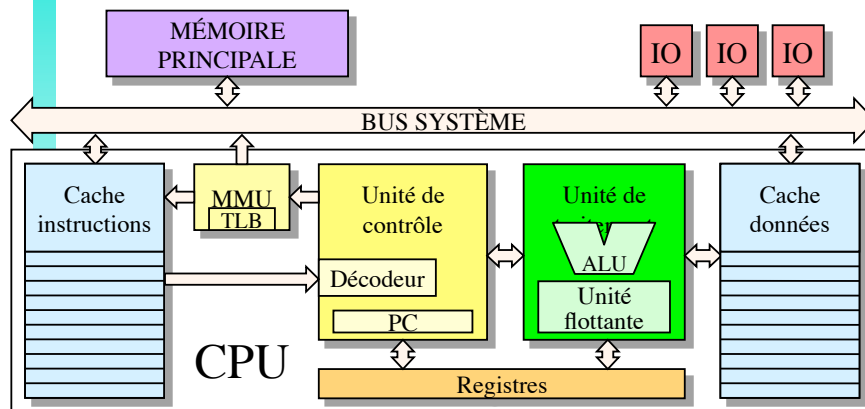 MÉMOIRE
PRINCIPALE
IO
IO
IO
BUS SYSTÈME
Cache
instructions
MMU
TLB
Unité de
contrôle
Décodeur
PC
Unité de
ALU
Unité
flottante
Cache
données
CPU
Registres